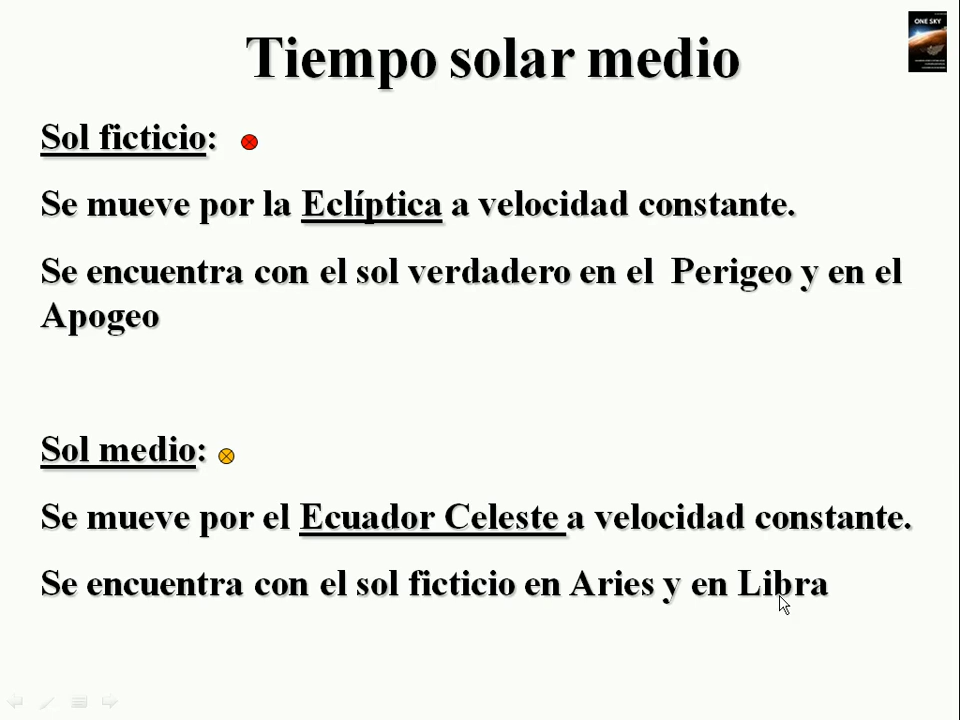 Tiempo solar medio
ONE SKY
Sol ficticio:
Se mueve por la Eclíptica a velocidad constante.
Se encuentra con el sol verdadero en el Perigeo y en el
Apogeo
Sol medio:
Se mueve por el Ecuador Celeste a velocidad constante.
Se encuentra con el sol ficticio en Aries y en Libra